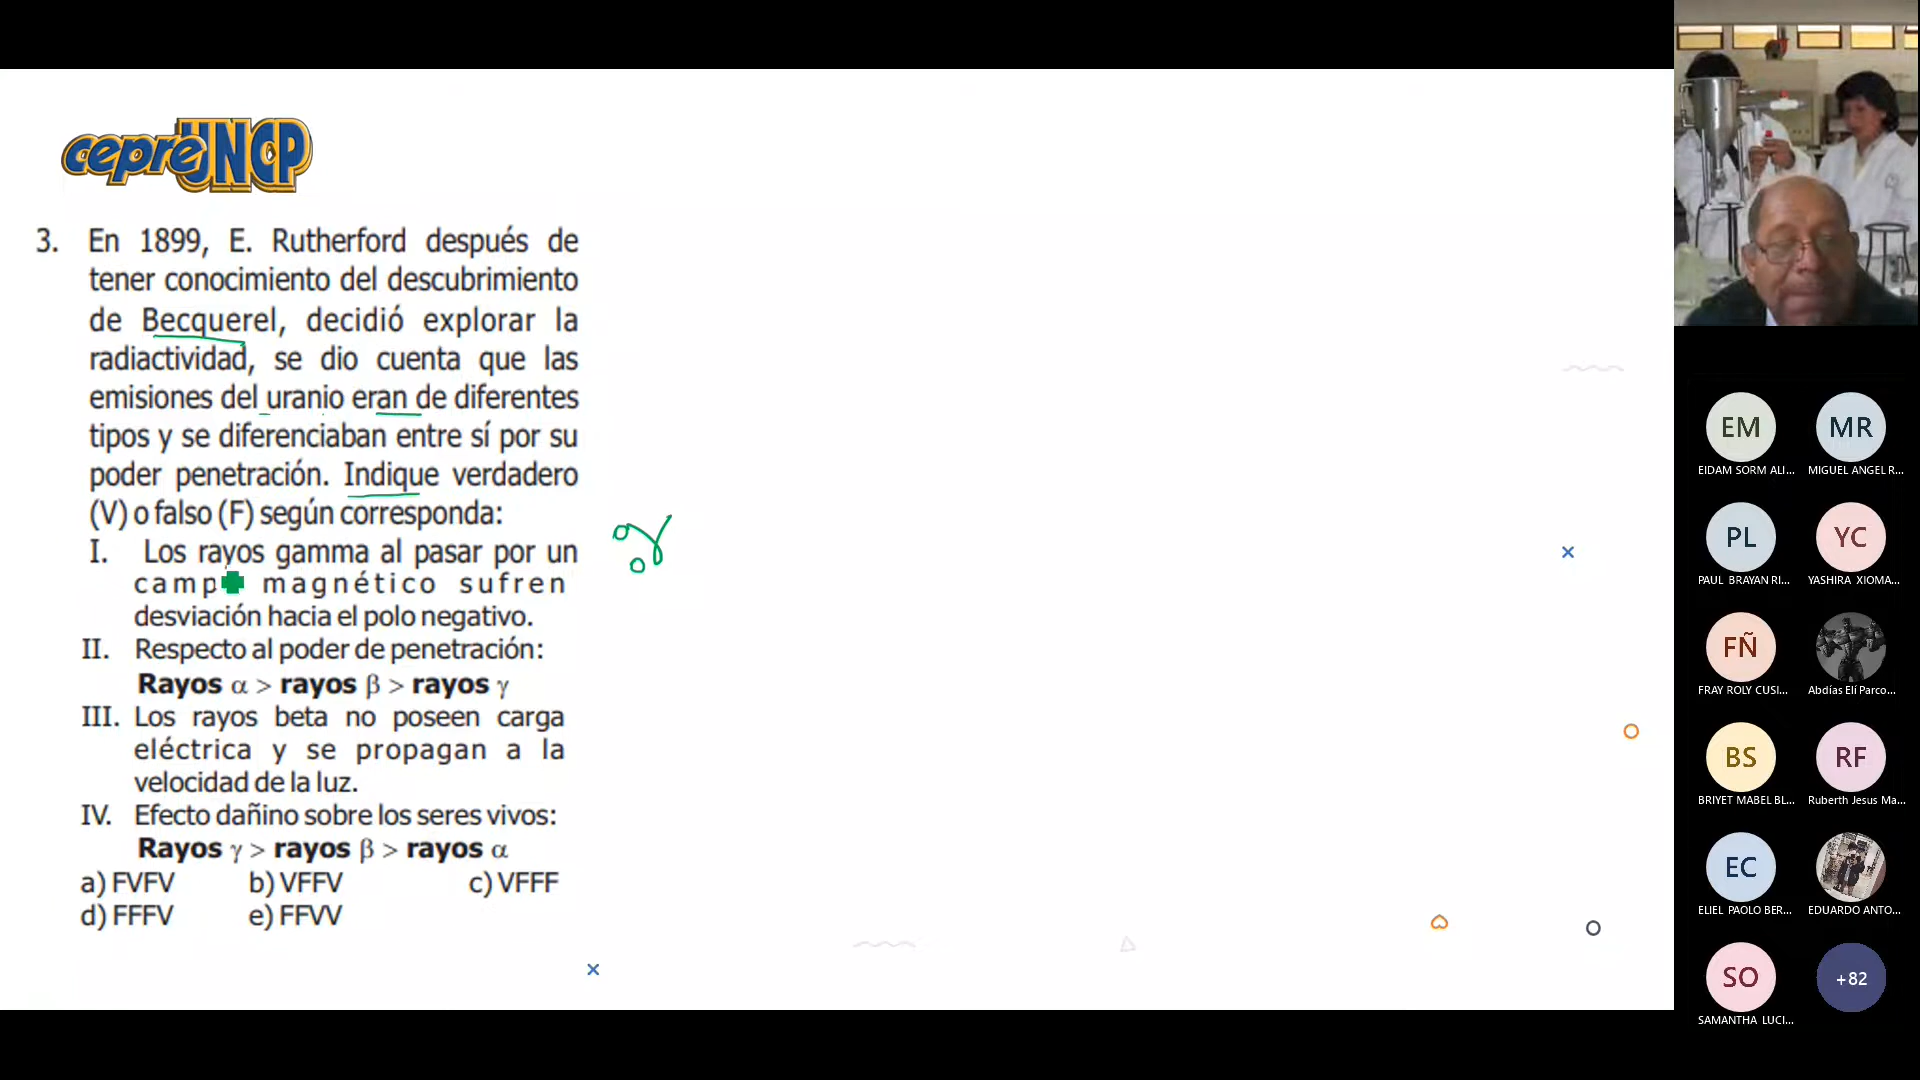 cepreUNCP
3. En 1899, E. Rutherford después de
tener conocimiento del descubrimiento
de Becquerel, decidió explorar la
radiactividad, se dio cuenta que las
emisiones del uranio eran de diferentes
tipos y se diferenciaban entre sí por su
poder penetración. Indique verdadero
(V) o falso (F) según corresponda:
I. Los rayos gamma al pasar por un
camp magnético sufren
desviación hacia el polo negativo.
II. Respecto al poder de penetración:
Rayos α > rayos β > rayos γ
III. Los rayos beta no poseen carga
eléctrica y se propagan a la
velocidad de la luz.
IV. Efecto dañino sobre los seres vivos:
Rayos γ > rayos β > rayos α
a) FVFV b) VFFV c) VFFF
d) FFFV e) FFVV
γ
EM MR
EIDAM SORM ALI... MIGUEL ANGEL R...
PL YC
PAUL BRAYAN RI... YASHIRA XIOMA...
FÑ
FRAY ROLY CUSI... Abdías Elí Parco...
BS RF
BRIYET MABEL BL... Ruberth Jesus Ma...
EC
ELIEL PAOLO BER... EDUARDO ANTO...
SO +82
SAMANTHA LUCI...